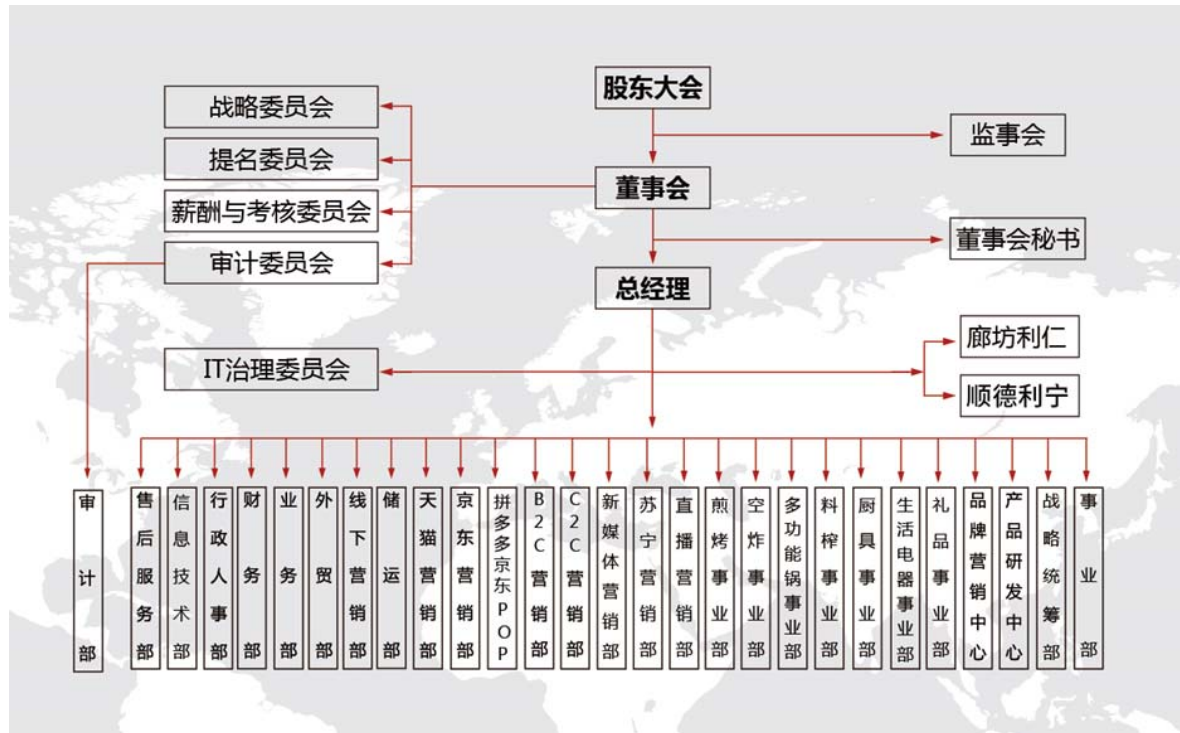 股东大会
战略委员会
监事会
提名委员会
董事会
薪酬与考核委员会
董事会秘书
审计委员会
总经理
廊坊利仁
IT治理委员会
顺德利宁
审计部
售后服务部
信息技术部
行政人事部
财务部
业务部
外贸部
线下营销部
储运部
天猫营销部
京东营销部
拼多多京东POP
B2C营销部
C2C营销部
新媒体营销部
苏宁营销部
直播营销部
煎烤事业部
空炸事业部
多功能锅事业部
料榨事业部
厨具事业部
生活电器事业部
礼品事业部
品牌营销中心
产品研发中心
战略统筹部
事业部